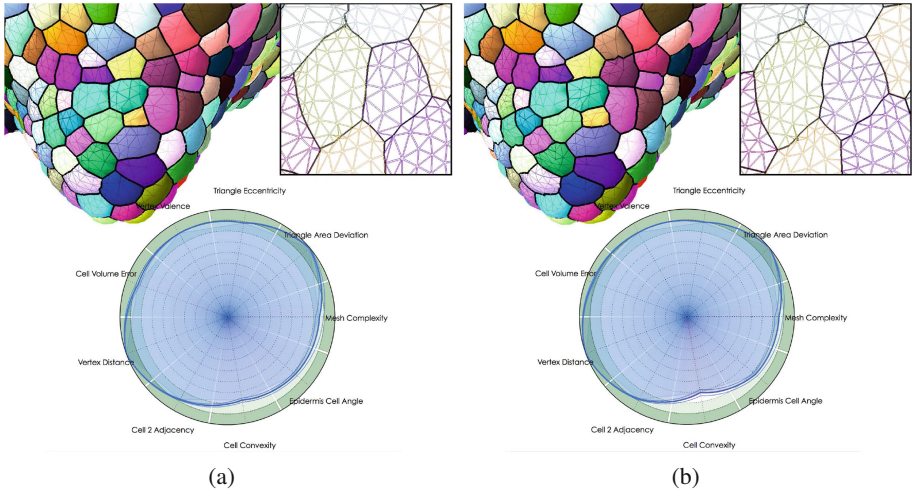 Triangle Eccentricity
Vertex Valence
Triangle Area Deviation
Cell Volume Error
Mesh Complexity
Vertex Distance
Epidermis Cell Angle
Cell 2 Adjacency
Cell Convexity
(a)
Triangle Eccentricity
Vertex Valence
Triangle Area Deviation
Cell Volume Error
Mesh Complexity
Vertex Distance
Epidermis Cell Angle
Cell 2 Adjacency
Cell Convexity
(b)